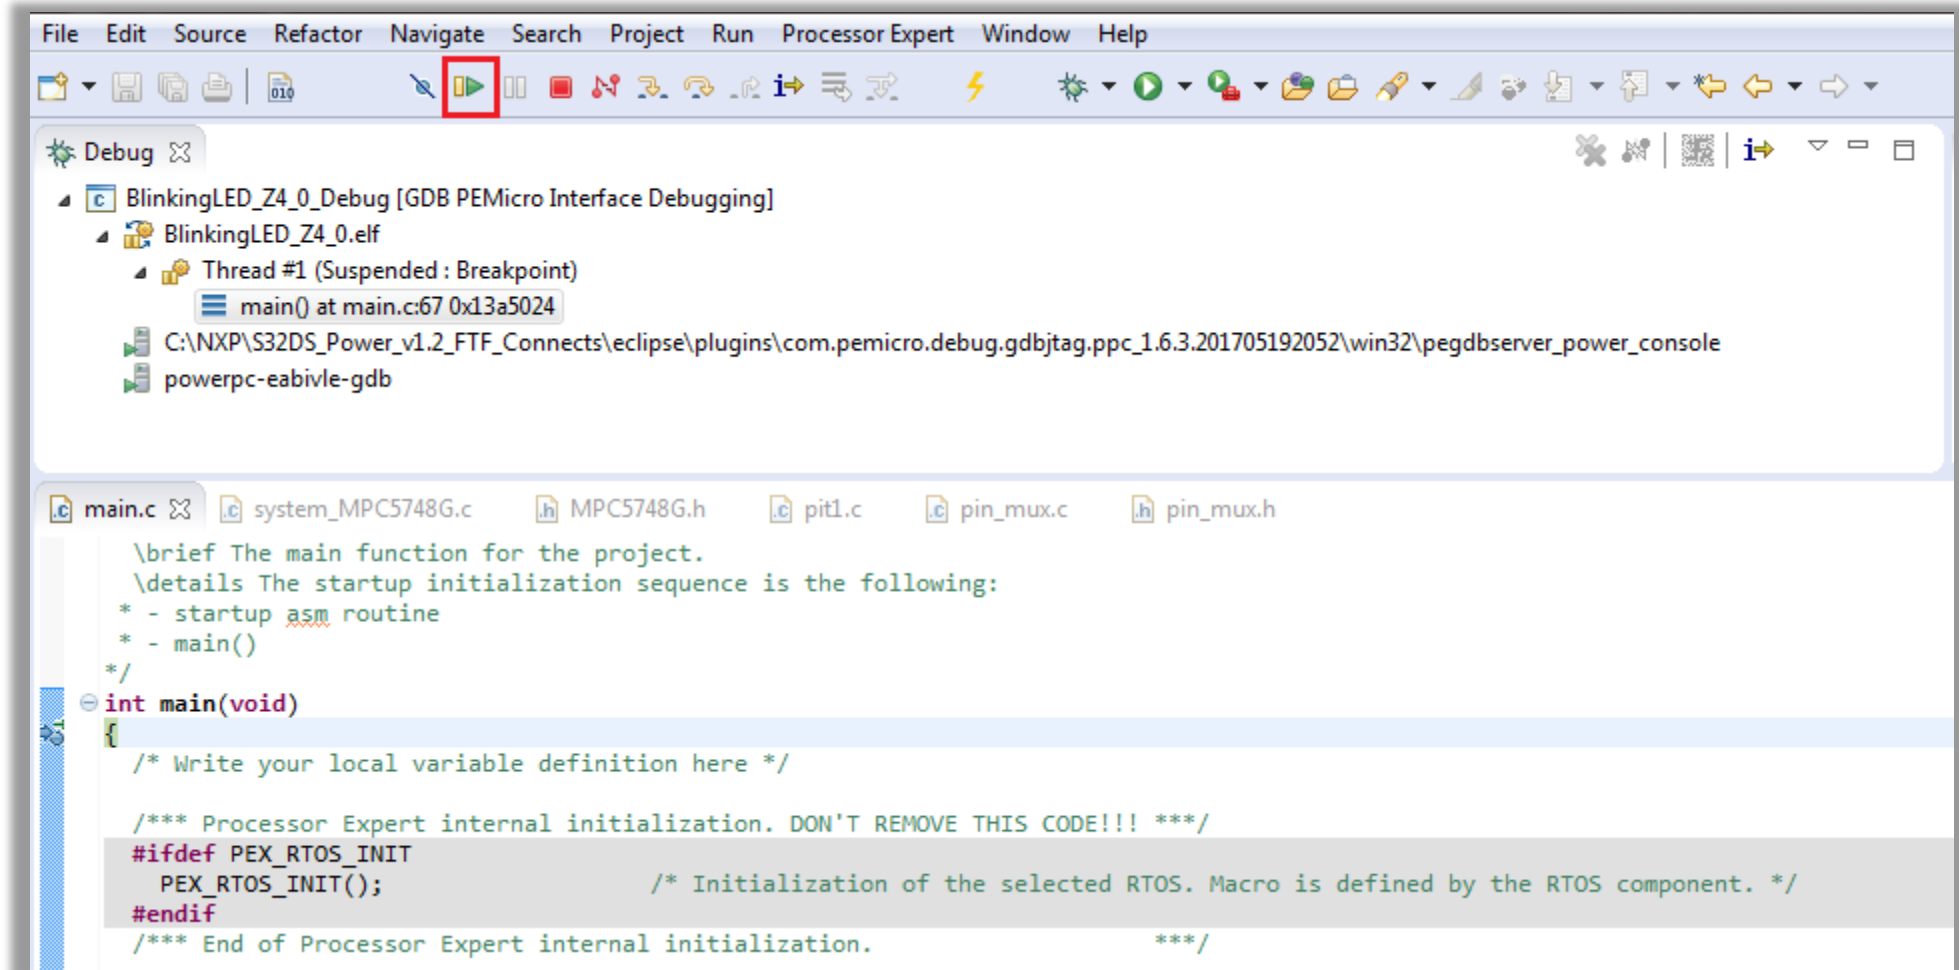 File Edit Source Refactor Navigate Search Project Run Processor Expert Window Help
010
Debug
BlinkingLED_Z4_0_Debug [GDB PEMicro Interface Debugging]
BlinkingLED_Z4_0.elf
Thread #1 (Suspended : Breakpoint)
main() at main.c:67 0x13a5024
C:\NXP\S32DS_Power_v1.2_FTF_Connects\eclipse\plugins\com.pemicro.debug.gdbjtag.ppc_1.6.3.201705192052\win32\pegdbserver_power_console
powerpc-eabivle-gdb
main.c system_MPC5748G.c MPC5748G.h pit1.c pin_mux.c pin_mux.h
\brief The main function for the project.
\details The startup initialization sequence is the following:
* - startup asm routine
* - main()
*/
int main(void)
{
/* Write your local variable definition here */
/*** Processor Expert internal initialization. DON'T REMOVE THIS CODE!!! ***/
#ifdef PEX_RTOS_INIT
PEX_RTOS_INIT(); /* Initialization of the selected RTOS. Macro is defined by the RTOS component. */
#endif
/*** End of Processor Expert internal initialization. ***/